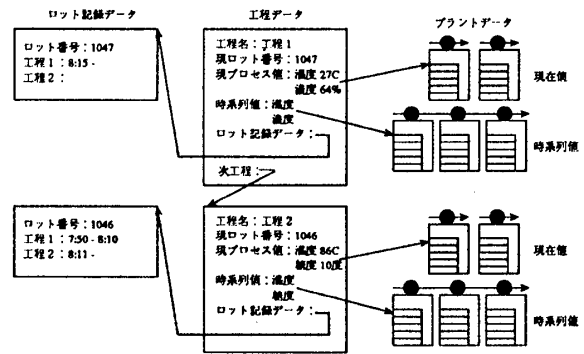 ロット記録データ
工程データ
プラントデータ
ロット番号：1047
工程1：8:15 -
工程2：
工程名：工程1
現ロット番号：1047
現プロセス値：温度 27C
濃度 64%
時系列値：温度
濃度
ロット記録データ：
次工程：
現在値
時系列値
ロット番号：1046
工程1：7:50 - 8:10
工程2：8:11 -
工程名：工程2
現ロット番号：1046
現プロセス値：温度 86C
糖度 10度
時系列値：温度
糖度
ロット記録データ：
現在値
時系列値